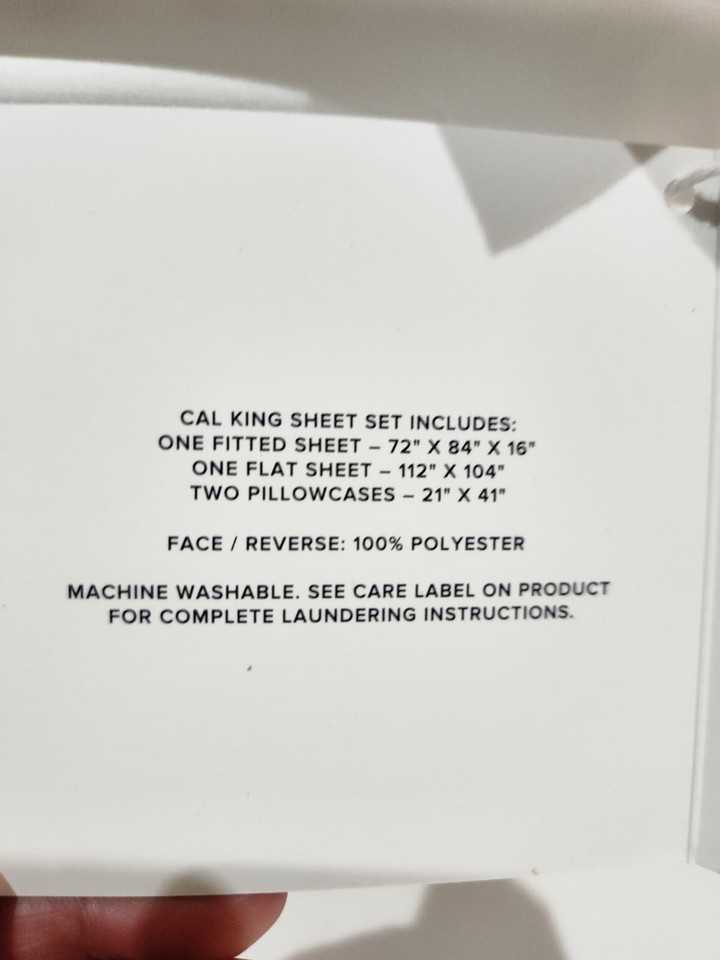 CAL KING SHEET SET INCLUDES:
ONE FITTED SHEET – 72" X 84" X 16"
ONE FLAT SHEET – 112" X 104"
TWO PILLOWCASES – 21" X 41"
FACE / REVERSE: 100% POLYESTER
MACHINE WASHABLE. SEE CARE LABEL ON PRODUCT
FOR COMPLETE LAUNDERING INSTRUCTIONS.